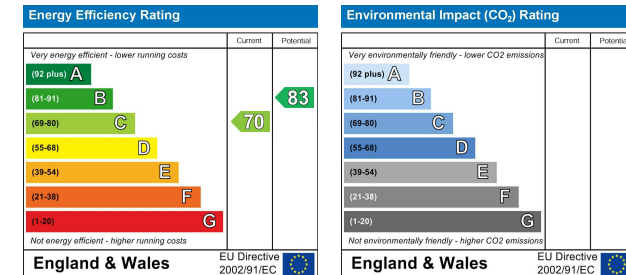 Energy Efficiency Rating
Current Potential
Very energy efficient - lower running costs
(92 plus) A
(81-91) B
83
(69-80) C
70
(55-68) D
(39-54) E
(21-38) F
(1-20) G
Not energy efficient - higher running costs
England & Wales
EU Directive
2002/91/EC
Environmental Impact (CO₂) Rating
Current Potential
Very environmentally friendly - lower CO2 emissions
(92 plus) A
(81-91) B
(69-80) C
(55-68) D
(39-54) E
(21-38) F
(1-20) G
Not environmentally friendly - higher CO2 emissions
England & Wales
EU Directive
2002/91/EC